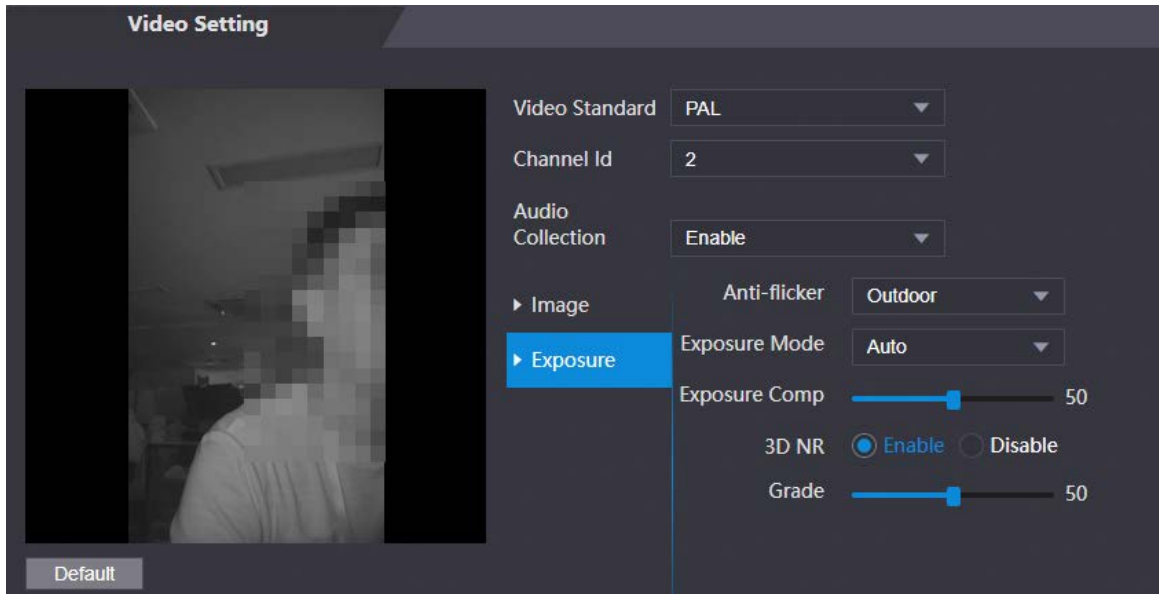 Video Setting
Video Standard PAL
Channel Id 2
Audio
Collection Enable
Image
Anti-flicker Outdoor
Exposure
Exposure Mode Auto
Exposure Comp 50
3D NR Enable Disable
Grade 50
Default